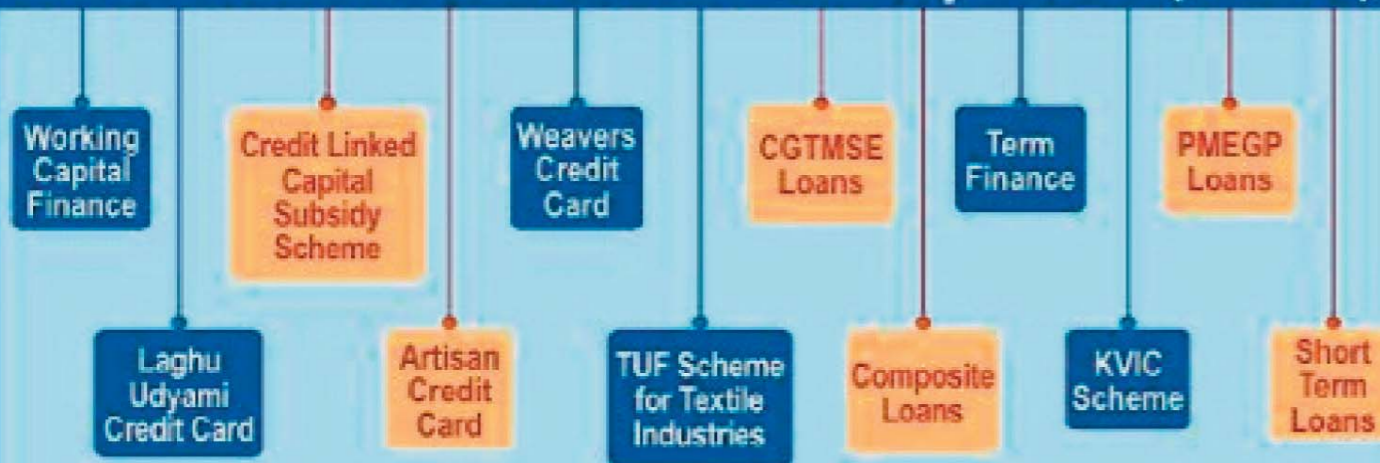 Working
Capital
Finance
Credit Linked
Capital
Subsidy
Scheme
Weavers
Credit
Card
CGTMSE
Loans
Term
Finance
PMEGP
Loans
Laghu
Udyami
Credit Card
Artisan
Credit
Card
TUF Scheme
for Textile
Industries
Composite
Loans
KVIC
Scheme
Short
Term
Loans